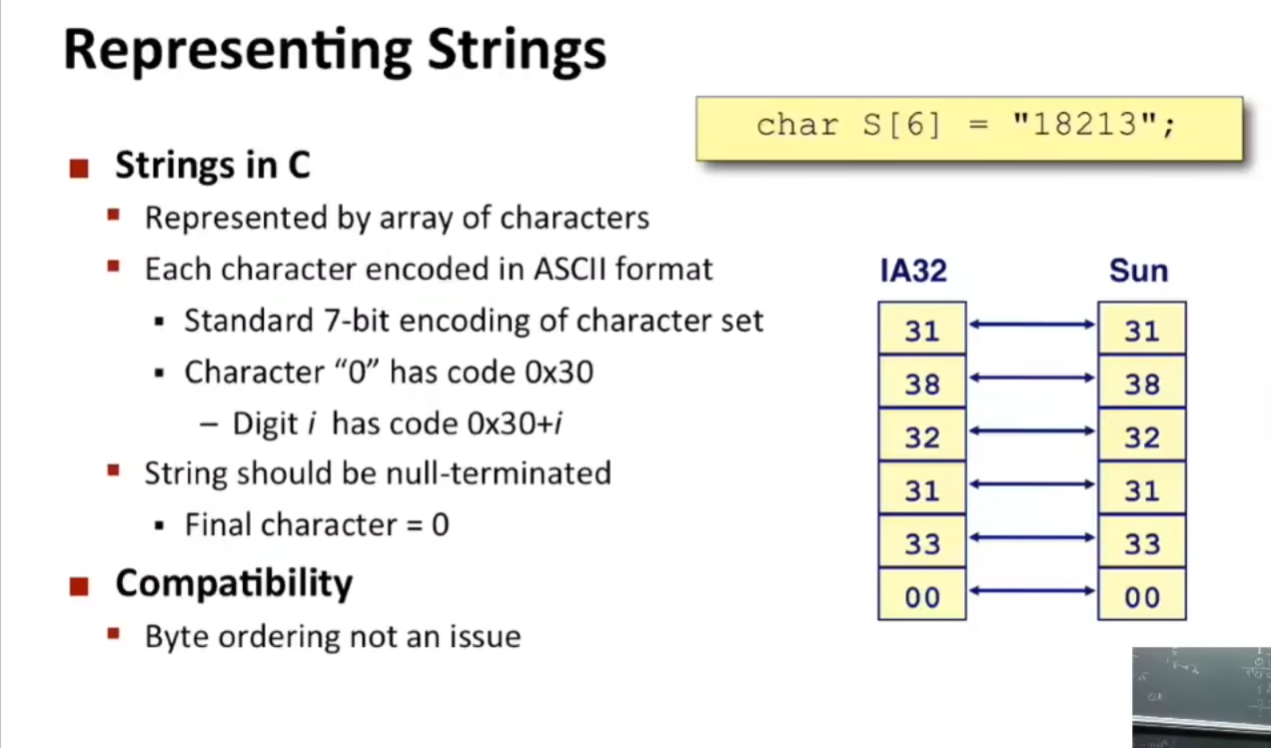 Representing Strings
char S[6] = "18213";
■ Strings in C
▪ Represented by array of characters
▪ Each character encoded in ASCII format
▪ Standard 7-bit encoding of character set
▪ Character “0” has code 0x30
– Digit i has code 0x30+i
▪ String should be null-terminated
▪ Final character = 0
■ Compatibility
▪ Byte ordering not an issue
IA32 Sun
31 31
38 38
32 32
31 31
33 33
00 00